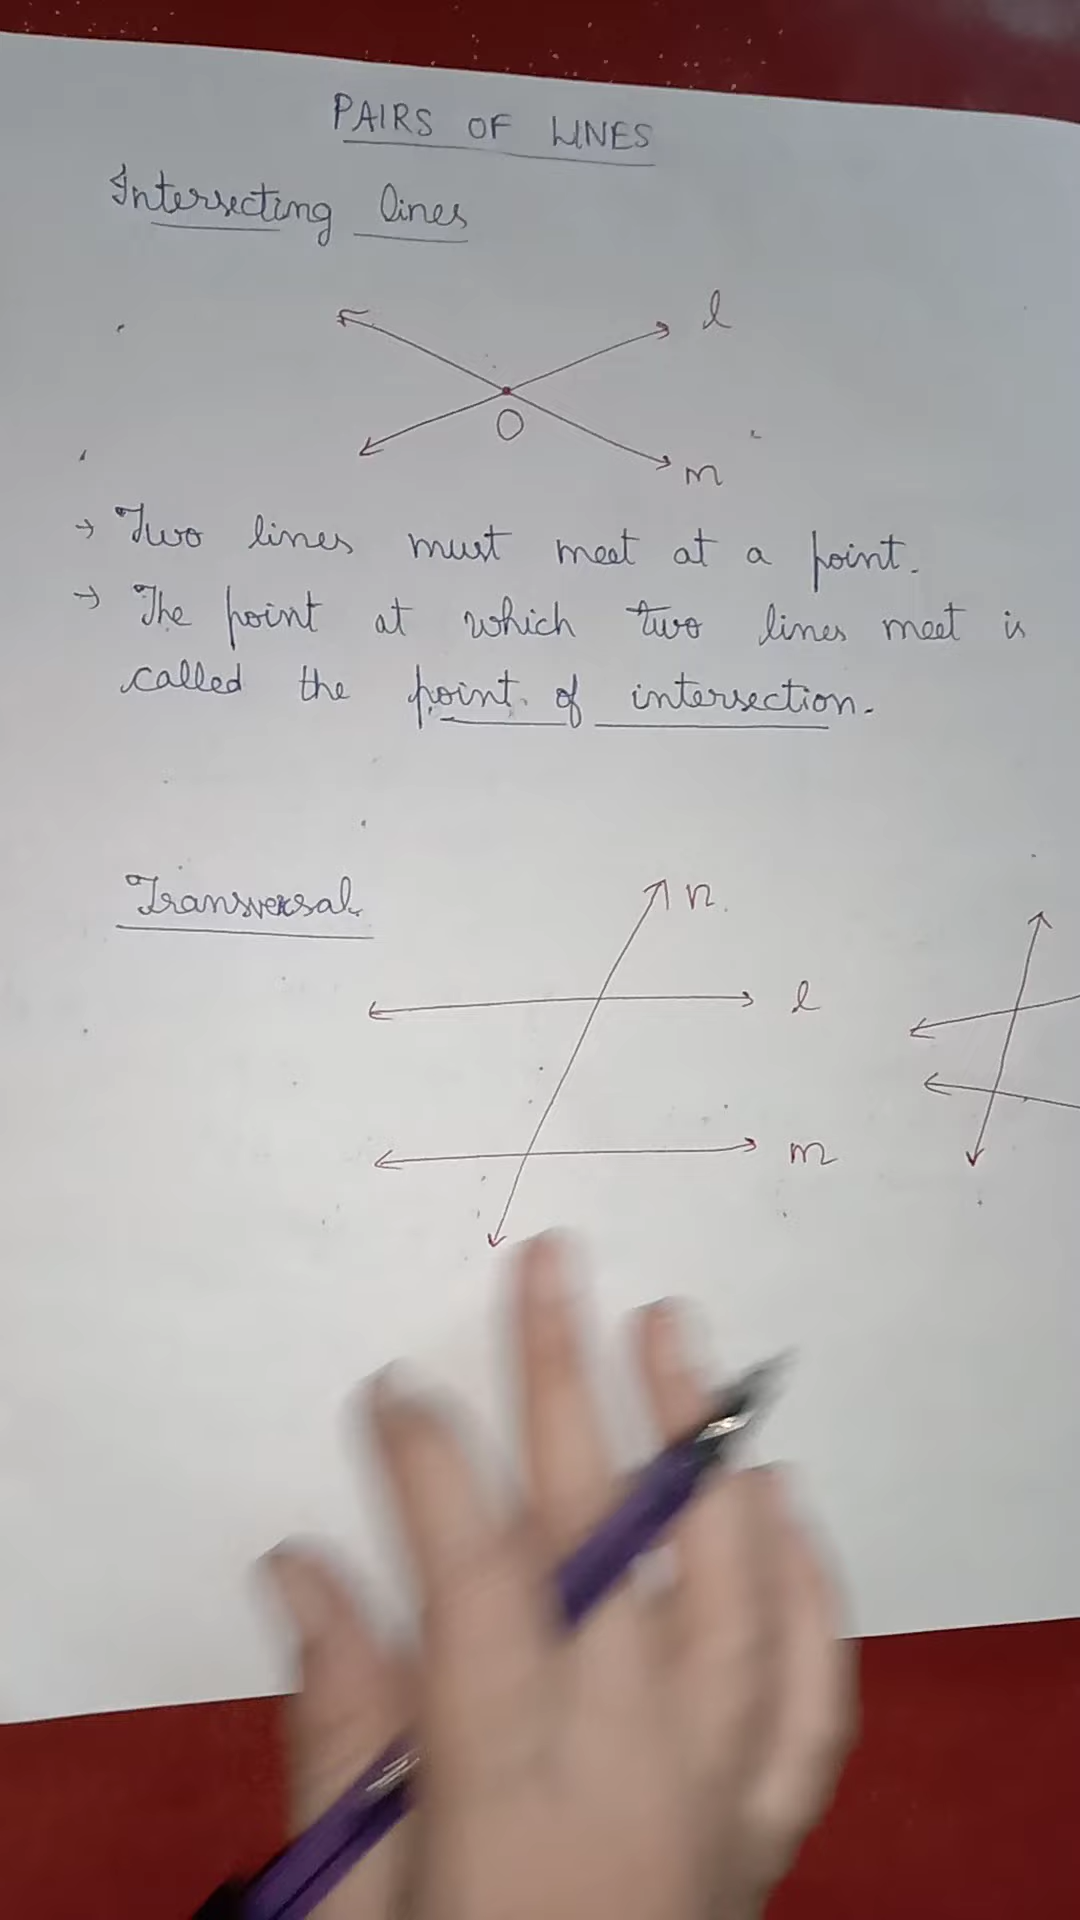 PAIRS OF LINES
Intersecting lines
l
O
m
→ Two lines must meet at a point.
→ The point at which two lines meet is
called the point of intersection.
Transversal
n
l
m